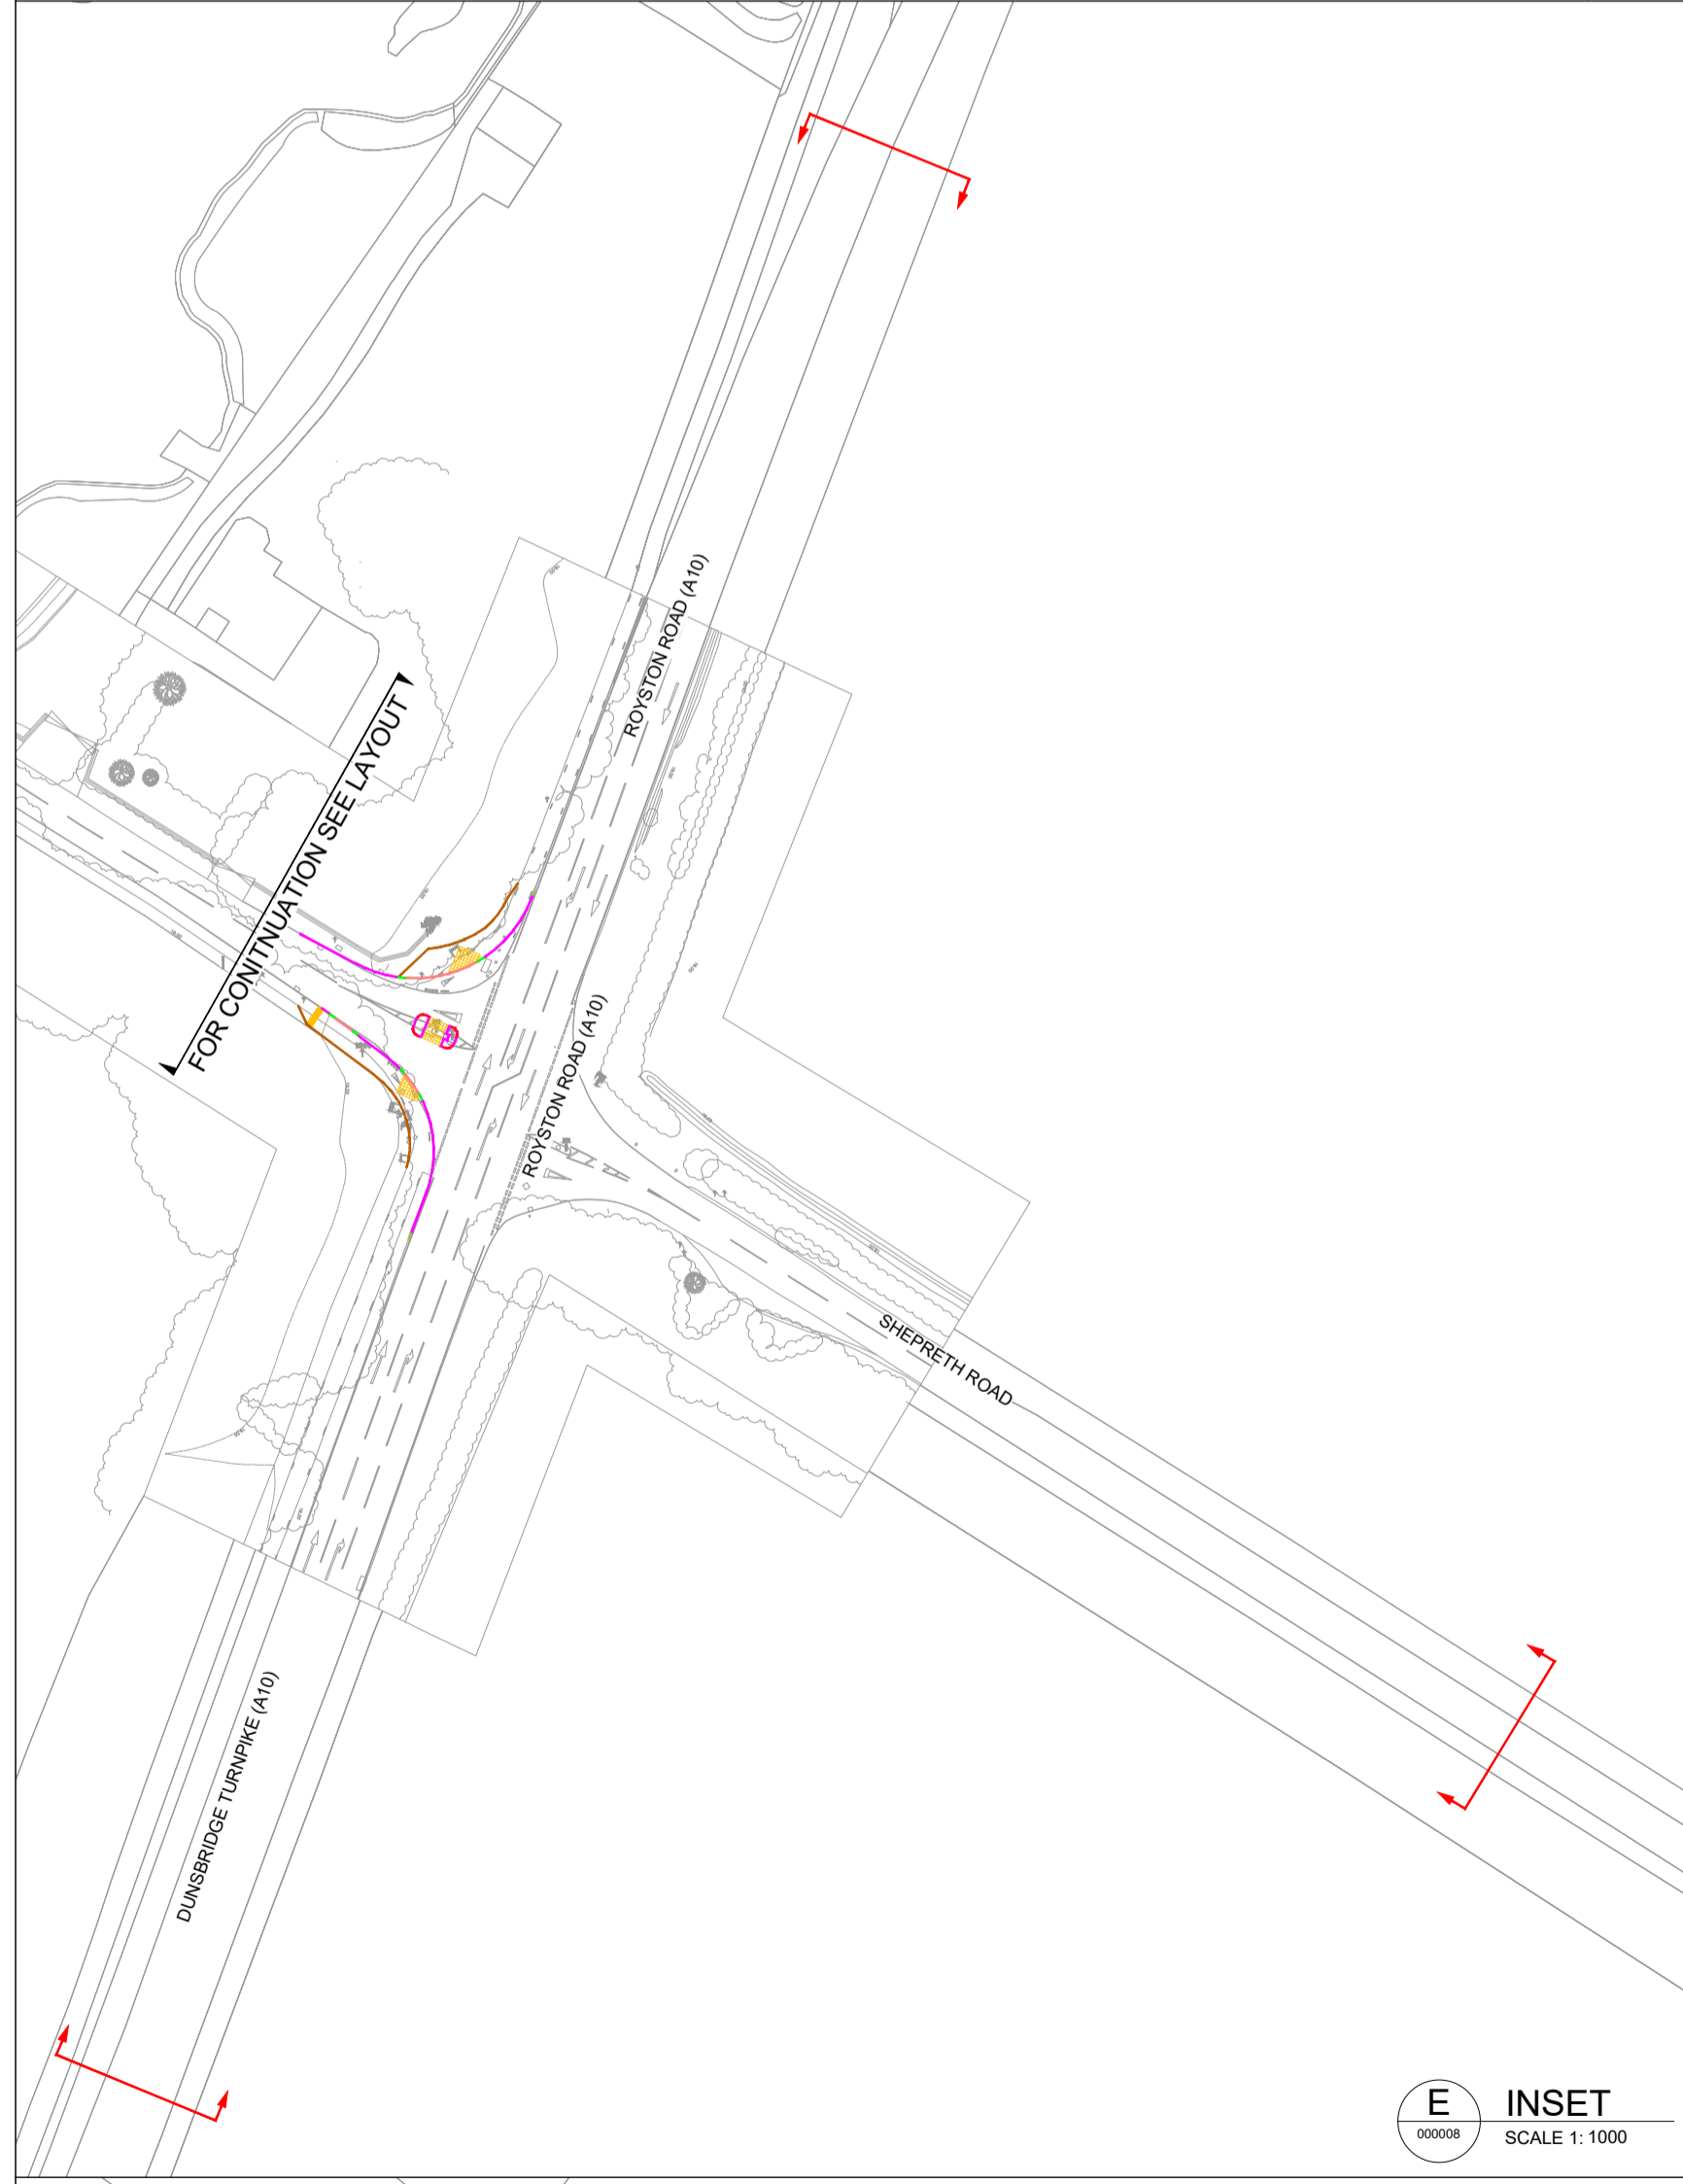 ROYSTON ROAD (A10)
FOR CONITNUATION SEE LAYOUT
ROYSTON ROAD (A10)
SHEPRETH ROAD
DUNSBRIDGE TURNPIKE (A10)
E
000008
INSET
SCALE 1: 1000